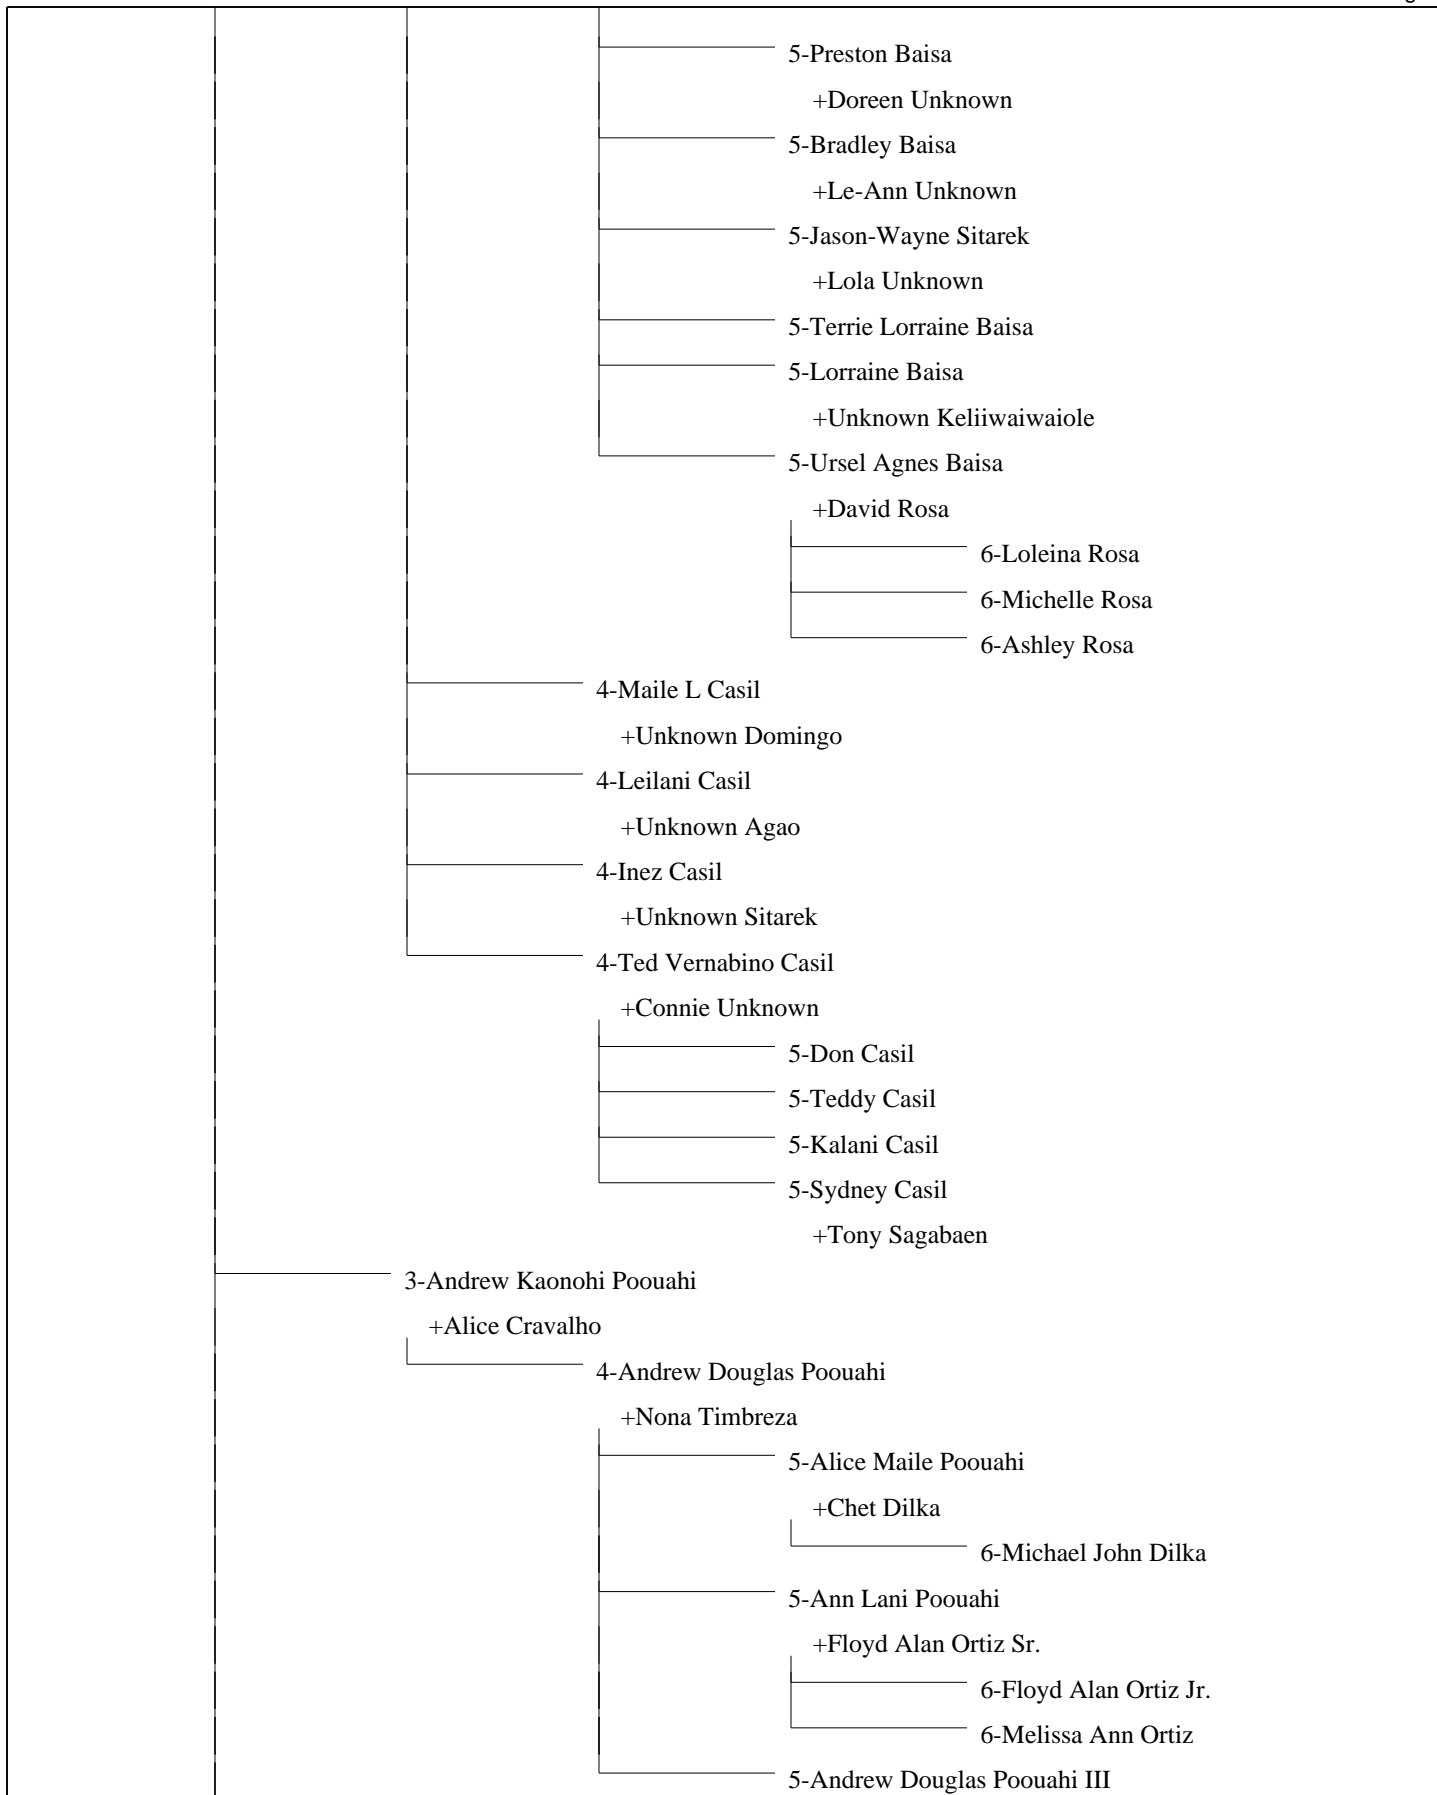 5-Preston Baisa
+Doreen Unknown
5-Bradley Baisa
+Le-Ann Unknown
5-Jason-Wayne Sitarek
+Lola Unknown
5-Terrie Lorraine Baisa
5-Lorraine Baisa
+Unknown Keliiwaiwaiole
5-Ursel Agnes Baisa
+David Rosa
6-Loleina Rosa
6-Michelle Rosa
6-Ashley Rosa
4-Maile L Casil
+Unknown Domingo
4-Leilani Casil
+Unknown Agao
4-Inez Casil
+Unknown Sitarek
4-Ted Vernabino Casil
+Connie Unknown
5-Don Casil
5-Teddy Casil
5-Kalani Casil
5-Sydney Casil
+Tony Sagabaen
3-Andrew Kaonohi Poouahi
+Alice Cravalho
4-Andrew Douglas Poouahi
+Nona Timbreza
5-Alice Maile Poouahi
+Chet Dilka
6-Michael John Dilka
5-Ann Lani Poouahi
+Floyd Alan Ortiz Sr.
6-Floyd Alan Ortiz Jr.
6-Melissa Ann Ortiz
5-Andrew Douglas Poouahi III